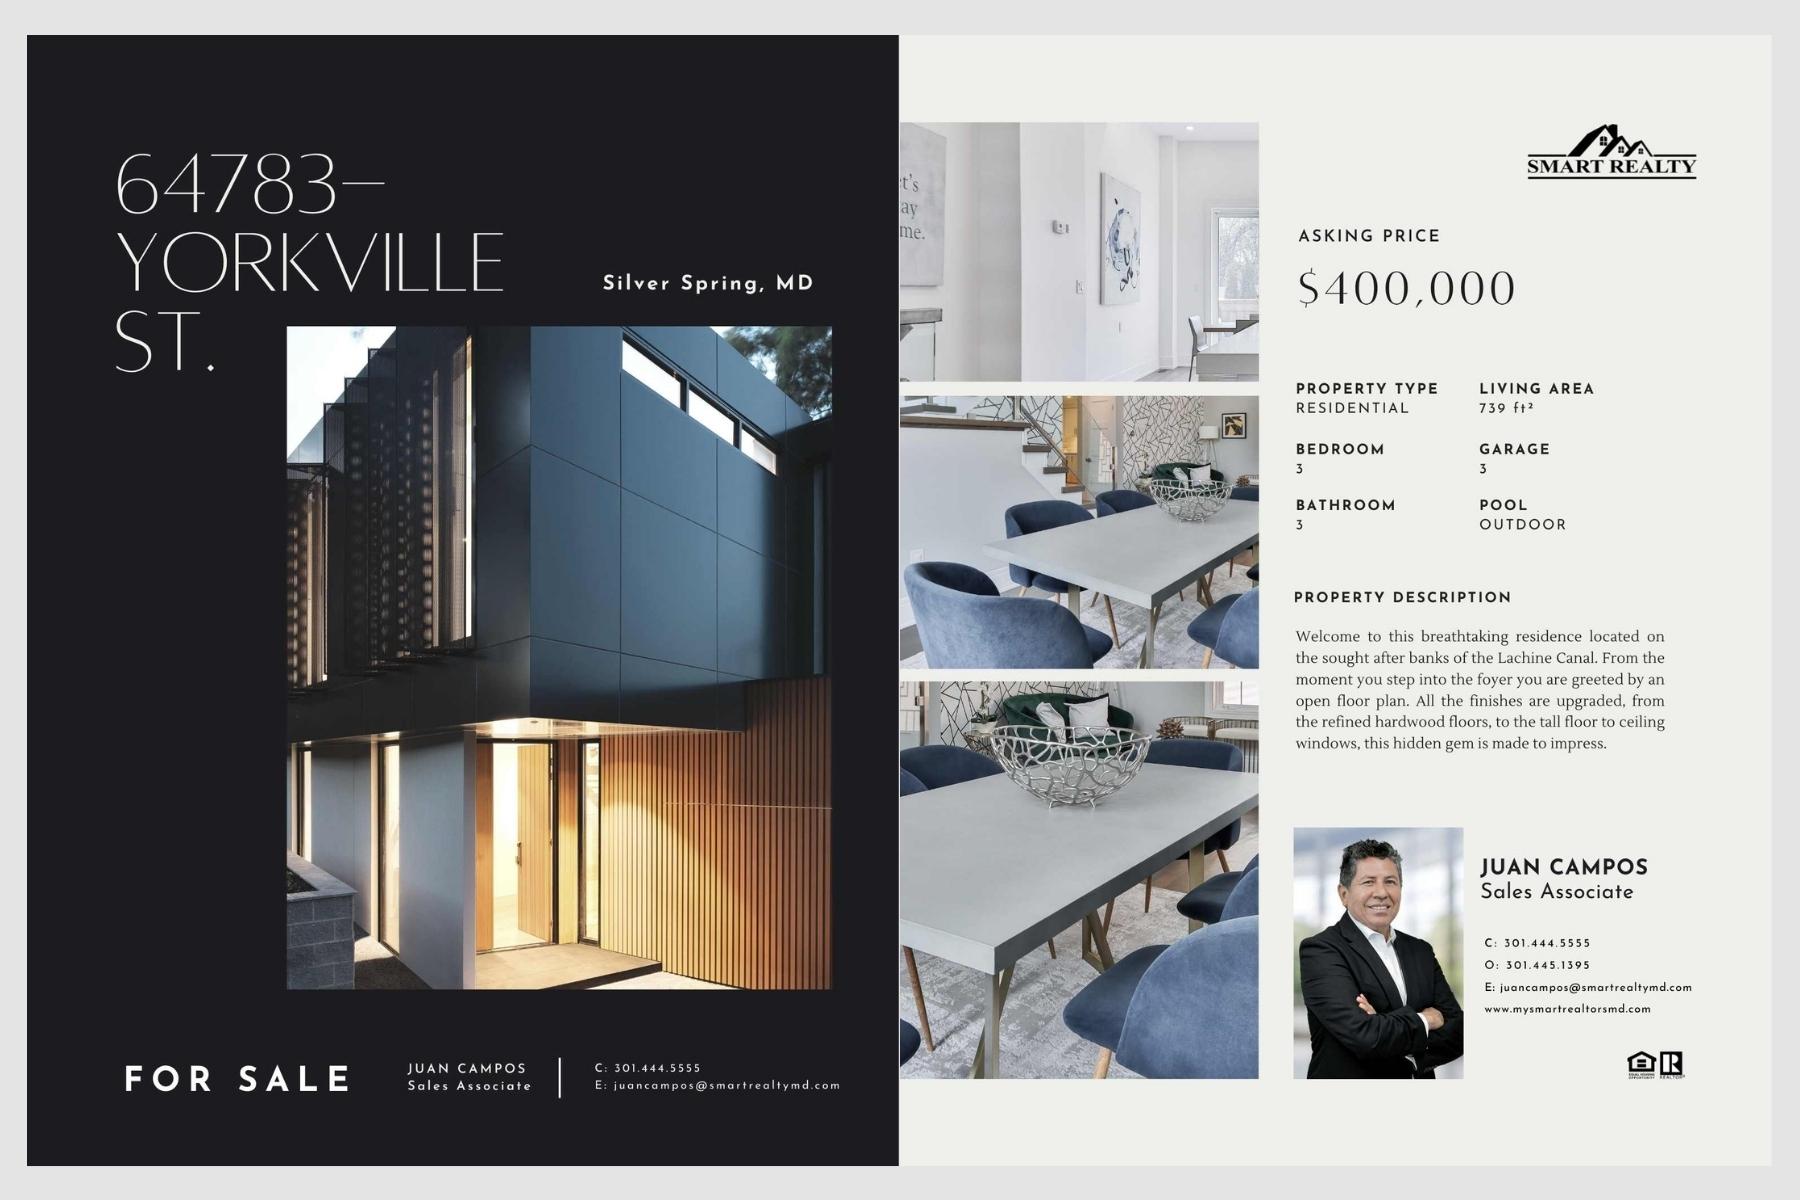 64783–
YORKVILLE
ST.
Silver Spring, MD
FOR SALE
JUAN CAMPOS
Sales Associate
C: 301.444.5555
E: juancampos@smartrealtymd.com
et's
ay
me.
SMART REALTY
ASKING PRICE
$400,000
PROPERTY TYPE
RESIDENTIAL
LIVING AREA
739 ft²
BEDROOM
3
GARAGE
3
BATHROOM
3
POOL
OUTDOOR
PROPERTY DESCRIPTION
Welcome to this breathtaking residence located on
the sought after banks of the Lachine Canal. From the
moment you step into the foyer you are greeted by an
open floor plan. All the finishes are upgraded, from
the refined hardwood floors, to the tall floor to ceiling
windows, this hidden gem is made to impress.
JUAN CAMPOS
Sales Associate
C: 301.444.5555
O: 301.445.1395
E: juancampos@smartrealtymd.com
www.mysmartrealtorsmd.com
EQUAL HOUSING
OPPORTUNITY
REALTOR®